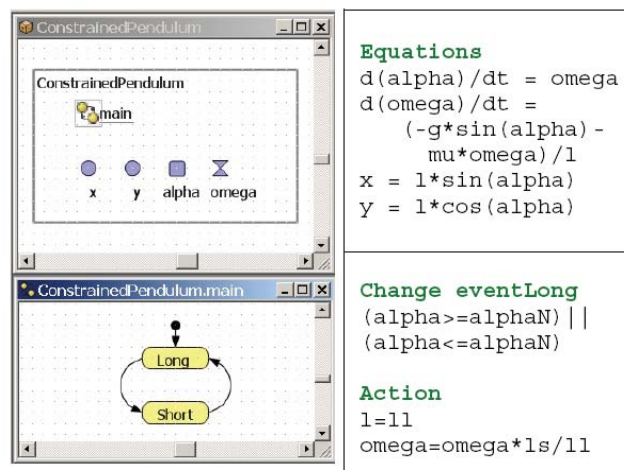 ConstrainedPendulum
ConstrainedPendulum
main
x y alpha omega
ConstrainedPendulum.main
Long
Short
Equations
d(alpha)/dt = omega
d(omega)/dt =
(-g*sin(alpha)-
mu*omega)/l
x = l*sin(alpha)
y = l*cos(alpha)
Change eventLong
(alpha>=alphaN)||
(alpha<=alphaN)
Action
l=ll
omega=omega*ls/ll